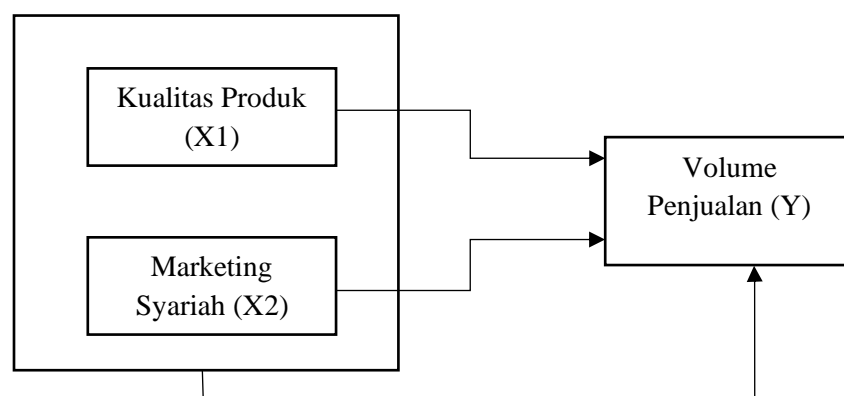 Kualitas Produk
(X1)
Volume
Penjualan (Y)
Marketing
Syariah (X2)